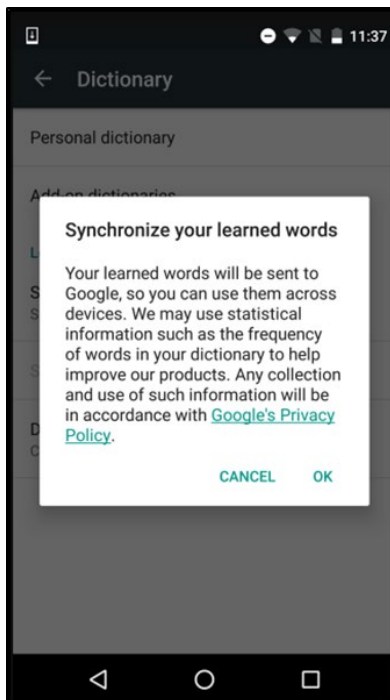 11:37
Dictionary
Personal dictionary
Add-on dictionaries
L
Synchronize your learned words
Your learned words will be sent to
Google, so you can use them across
devices. We may use statistical
information such as the frequency
of words in your dictionary to help
improve our products. Any collection
and use of such information will be
in accordance with Google's Privacy
Policy.
S
S
S
D
C
CANCEL OK